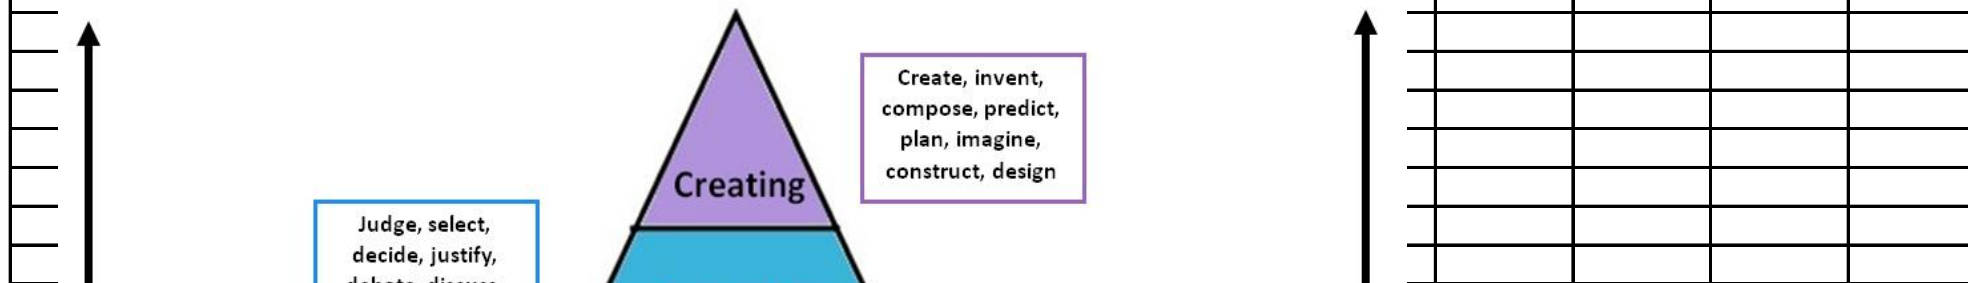 Create, invent,
compose, predict,
plan, imagine,
construct, design
Creating
Judge, select,
decide, justify,